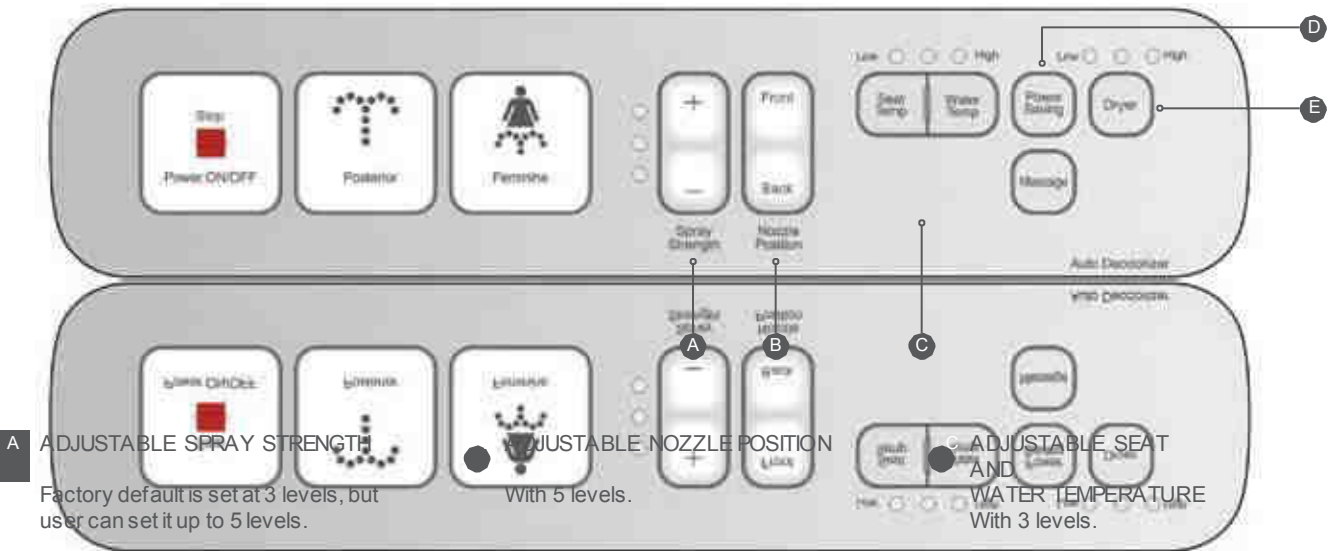 D
Low High Low High
Stop
Power ON/OFF
Posterior
Feminine
+
−
Front
Back
Seat
Temp
Water
Temp
Power
Saving
Dryer
E
Massage
Spray
Strength
Nozzle
Position
Auto Deodorizer
A
B
C
A ADJUSTABLE SPRAY STRENGTH
Factory default is set at 3 levels, but
user can set it up to 5 levels.
ADJUSTABLE NOZZLE POSITION
With 5 levels.
C ADJUSTABLE SEAT
AND
WATER TEMPERATURE
With 3 levels.